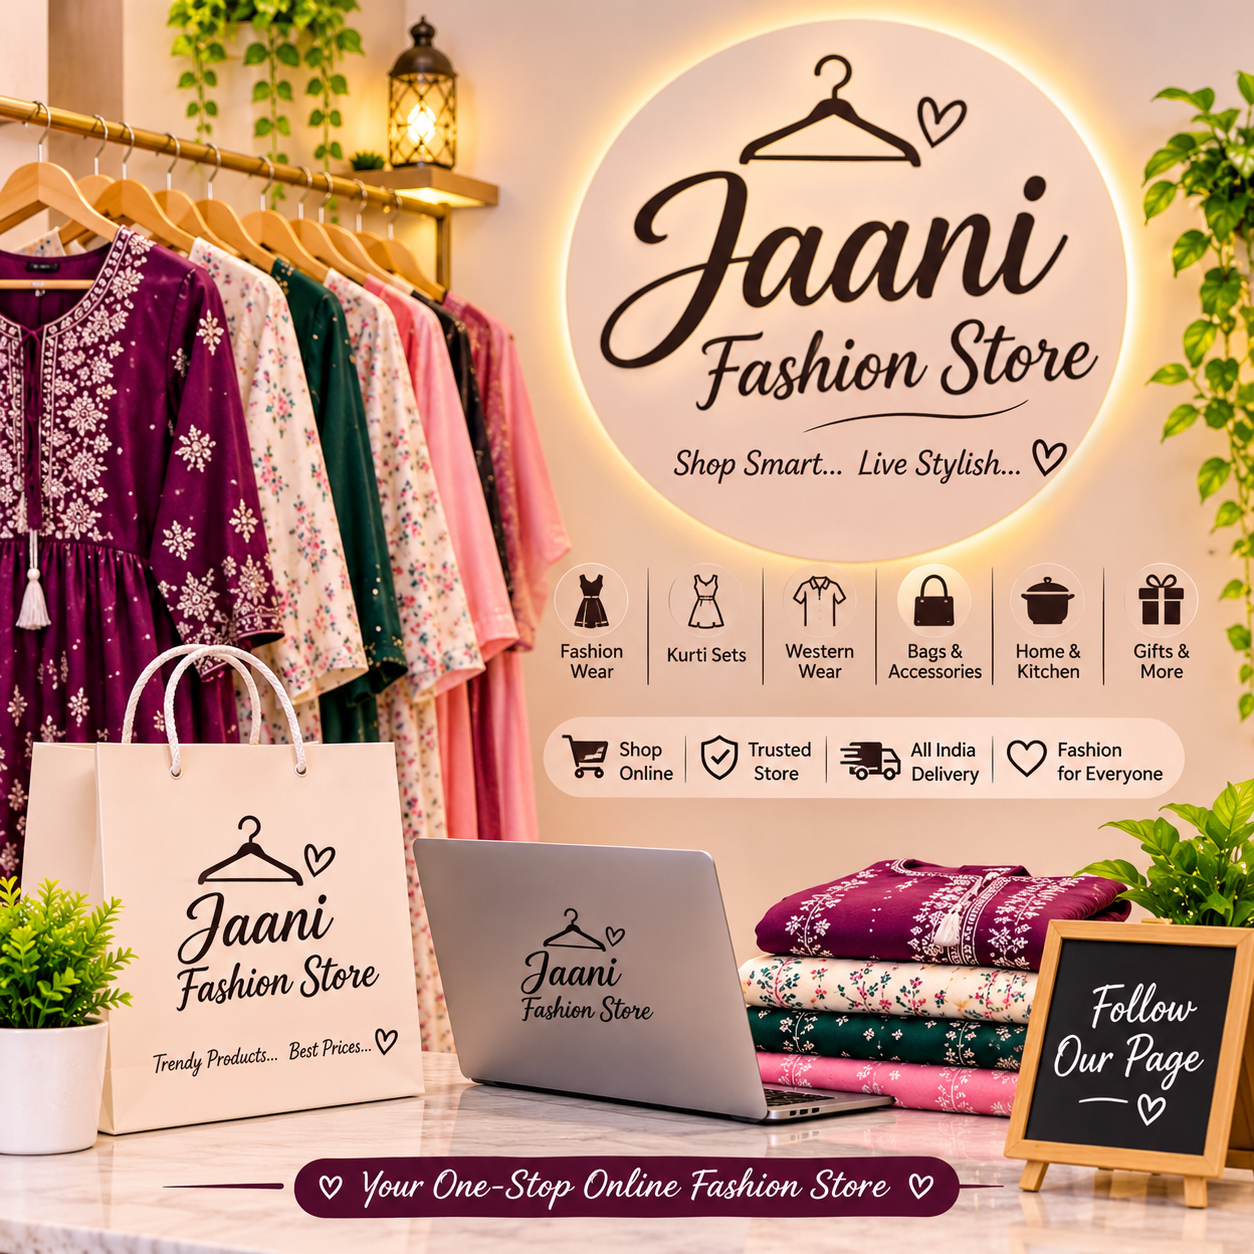 Jaani
Fashion Store
Shop Smart... Live Stylish...
Fashion
Wear
Kurti Sets
Western
Wear
Bags &
Accessories
Home &
Kitchen
Gifts &
More
Shop
Online
Trusted
Store
All India
Delivery
Fashion
for Everyone
Jaani
Fashion Store
Trendy Products... Best Prices...
Jaani
Fashion Store
Follow
Our Page
Your One-Stop Online Fashion Store